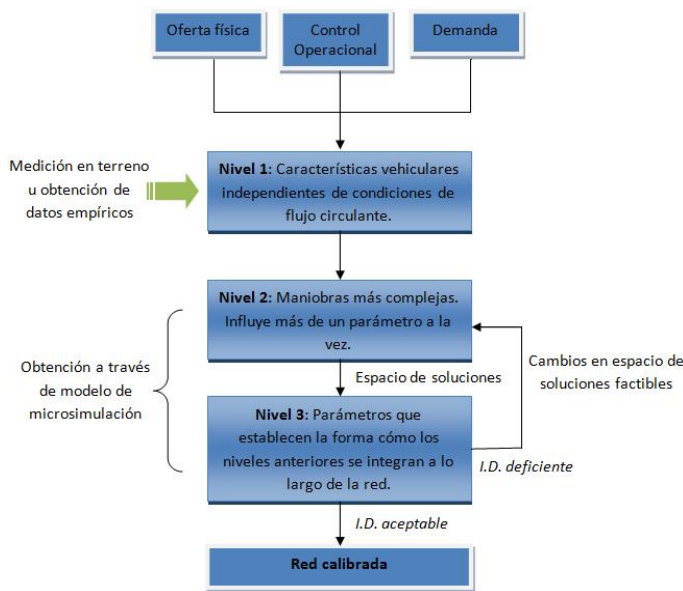 Oferta física
Control
Operacional
Demanda
Medición en terreno
u obtención de
datos empíricos
Nivel 1: Características vehiculares
independientes de condiciones de
flujo circulante.
Nivel 2: Maniobras más complejas.
Influye más de un parámetro a la
vez.
Obtención a través
de modelo de
microsimulación
Espacio de soluciones
Cambios en espacio de
soluciones factibles
Nivel 3: Parámetros que
establecen la forma cómo los
niveles anteriores se integran a lo
largo de la red.
I.D. deficiente
I.D. aceptable
Red calibrada